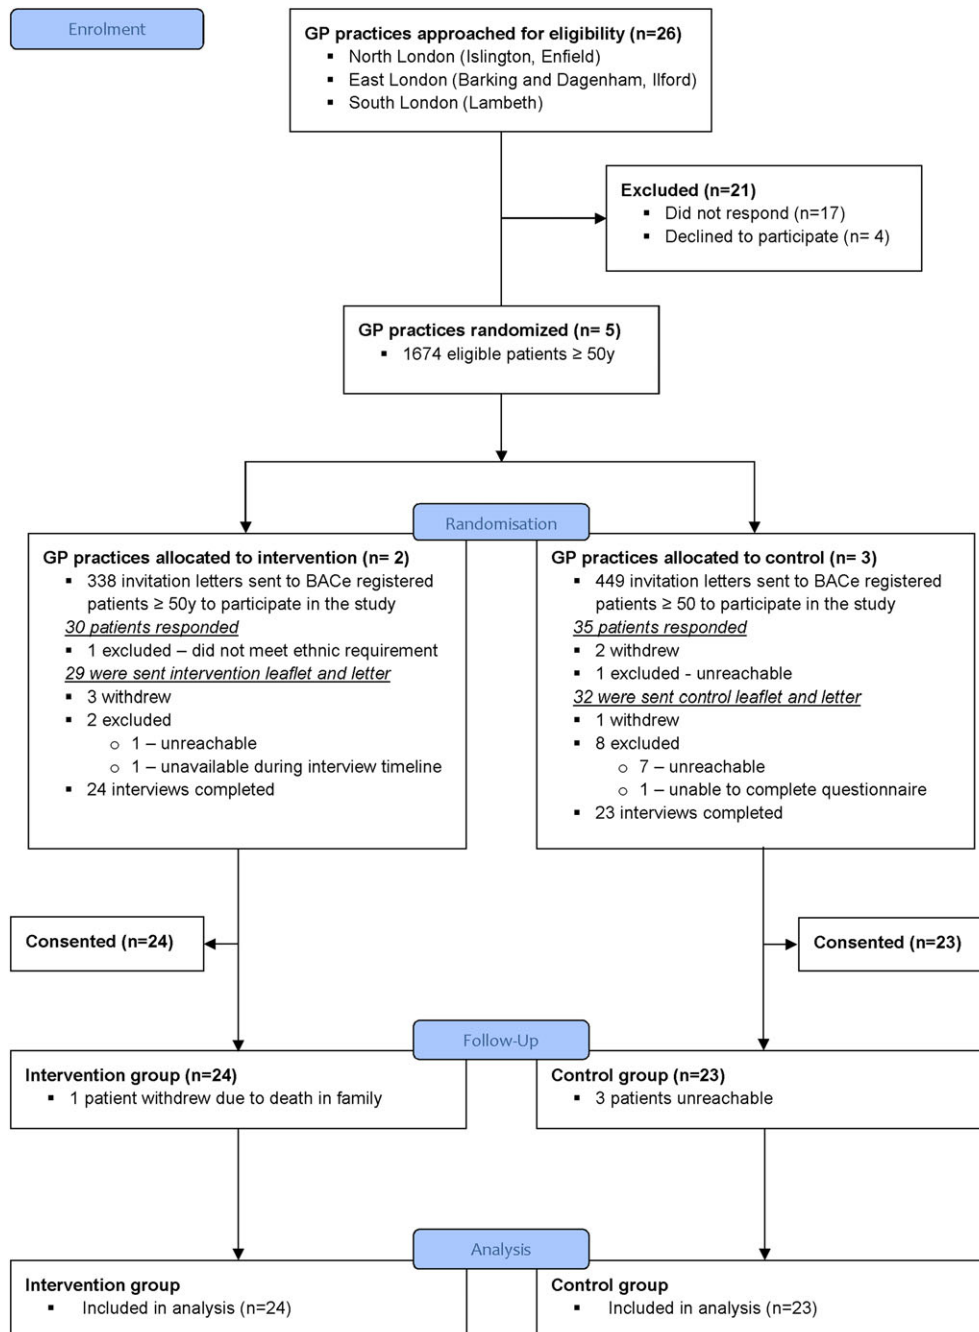 Enrolment
GP practices approached for eligibility (n=26)
▪ North London (Islington, Enfield)
▪ East London (Barking and Dagenham, Ilford)
▪ South London (Lambeth)
Excluded (n=21)
▪ Did not respond (n=17)
▪ Declined to participate (n= 4)
GP practices randomized (n= 5)
▪ 1674 eligible patients ≥ 50y
Randomisation
GP practices allocated to intervention (n= 2)
▪ 338 invitation letters sent to BACe registered
patients ≥ 50y to participate in the study
30 patients responded
▪ 1 excluded – did not meet ethnic requirement
29 were sent intervention leaflet and letter
▪ 3 withdrew
▪ 2 excluded
o 1 – unreachable
o 1 – unavailable during interview timeline
▪ 24 interviews completed
GP practices allocated to control (n= 3)
▪ 449 invitation letters sent to BACe registered
patients ≥ 50 to participate in the study
35 patients responded
▪ 2 withdrew
▪ 1 excluded - unreachable
32 were sent control leaflet and letter
▪ 1 withdrew
▪ 8 excluded
o 7 – unreachable
o 1 – unable to complete questionnaire
▪ 23 interviews completed
Consented (n=24)
Consented (n=23)
Follow-Up
Intervention group (n=24)
▪ 1 patient withdrew due to death in family
Control group (n=23)
▪ 3 patients unreachable
Analysis
Intervention group
▪ Included in analysis (n=24)
Control group
▪ Included in analysis (n=23)